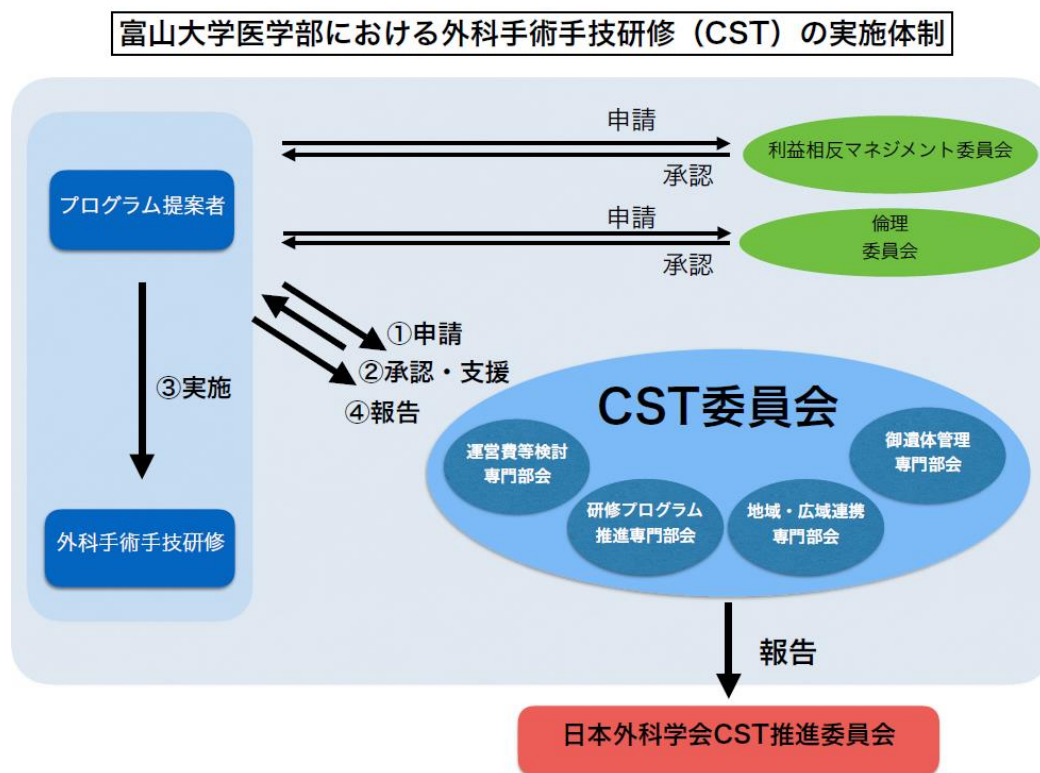 富山大学医学部における外科手術手技研修（CST）の実施体制
申請
利益相反マネジメント委員会
承認
プログラム提案者
申請
倫理
委員会
承認
①申請
②承認・支援
③実施
④報告
CST委員会
運営費等検討
専門部会
御遺体管理
専門部会
研修プログラム
推進専門部会
地域・広域連携
専門部会
外科手術手技研修
報告
日本外科学会CST推進委員会